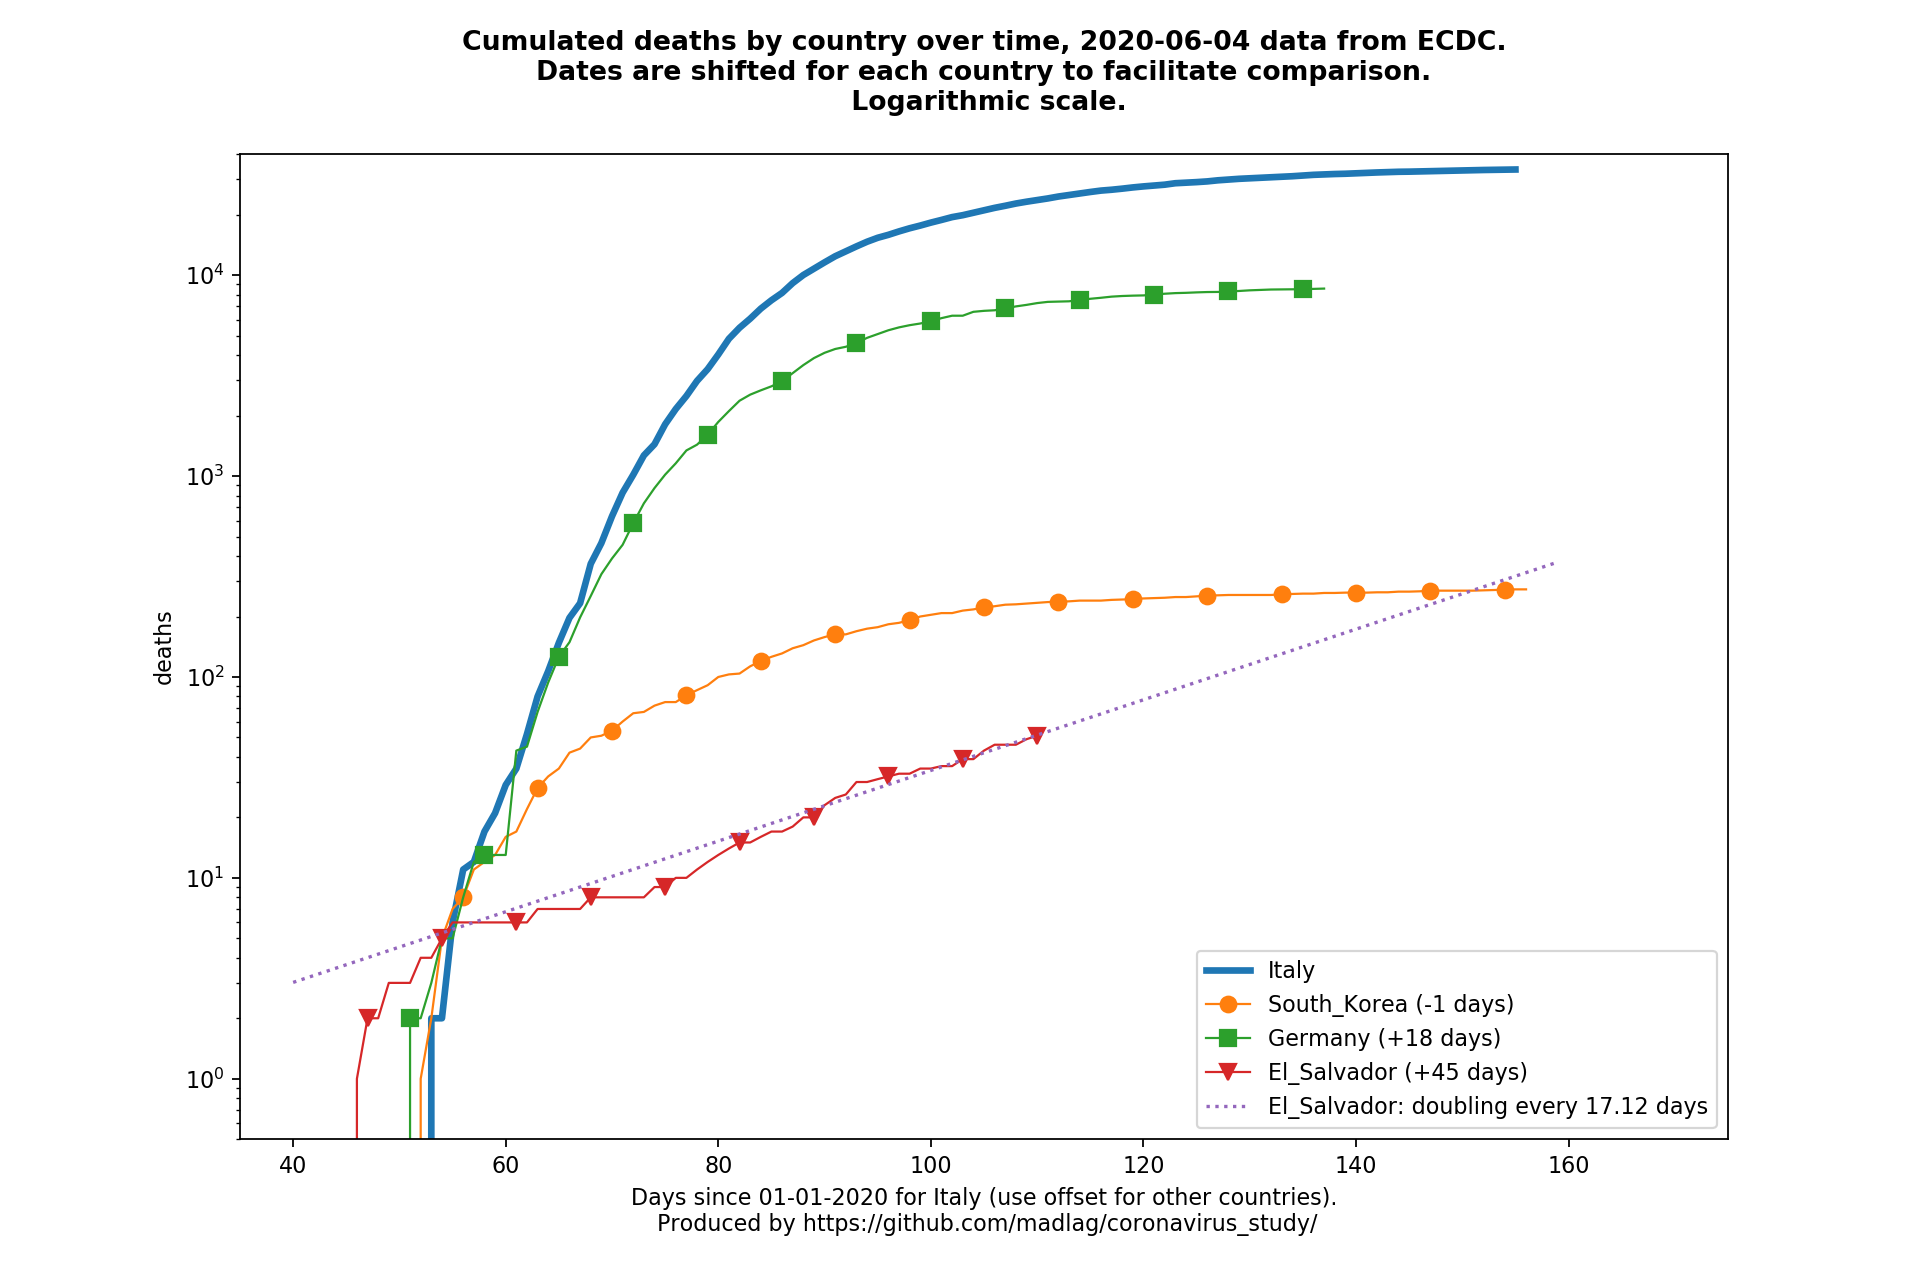 Cumulated deaths by country over time, 2020-06-04 data from ECDC.
Dates are shifted for each country to facilitate comparison.
Logarithmic scale.
10⁴
10³
10²
10¹
10⁰
deaths
Italy
South_Korea (-1 days)
Germany (+18 days)
El_Salvador (+45 days)
El_Salvador: doubling every 17.12 days
40 60 80 100 120 140 160
Days since 01-01-2020 for Italy (use offset for other countries).
Produced by https://github.com/madlag/coronavirus_study/